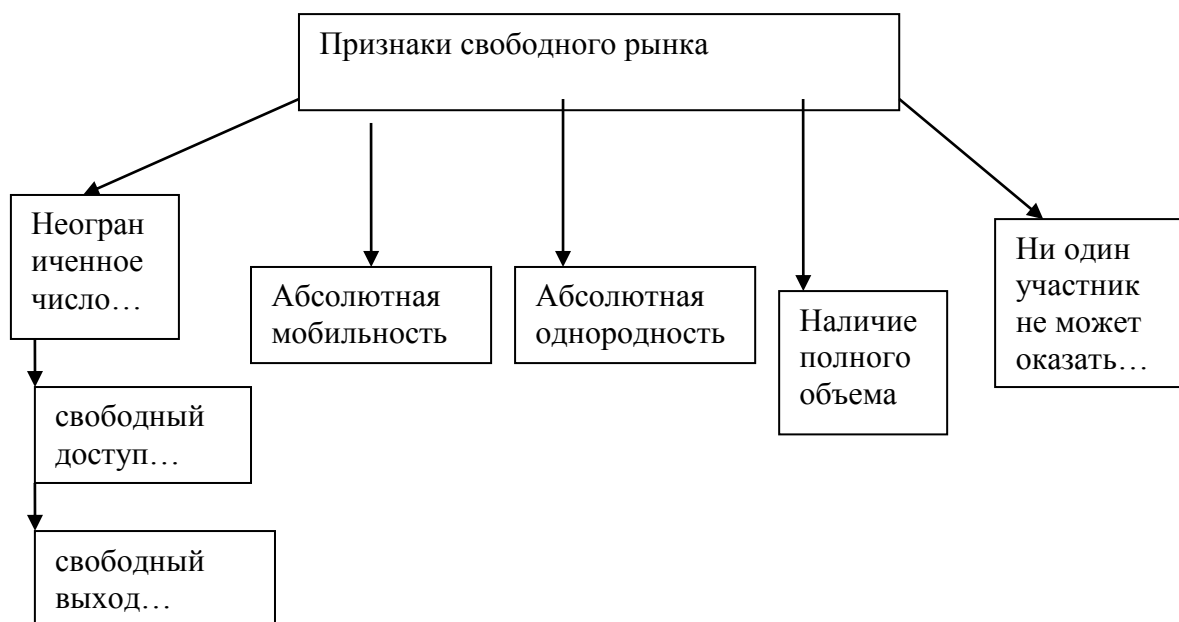 Признаки свободного рынка
Неогран
иченное
число…
Абсолютная
мобильность
Абсолютная
однородность
Наличие
полного
объема
Ни один
участник
не может
оказать…
свободный
доступ…
свободный
выход…